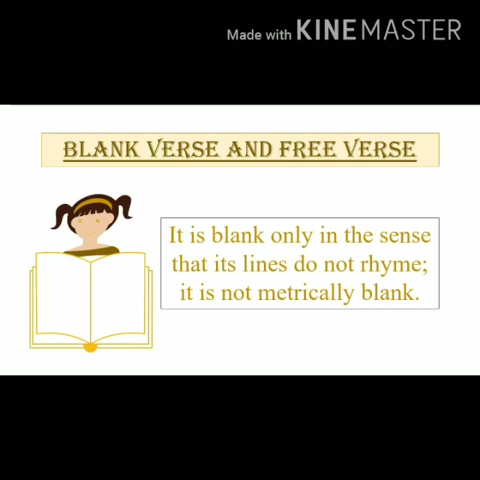 Made with KINEMASTER
BLANK VERSE AND FREE VERSE
It is blank only in the sense
that its lines do not rhyme;
it is not metrically blank.